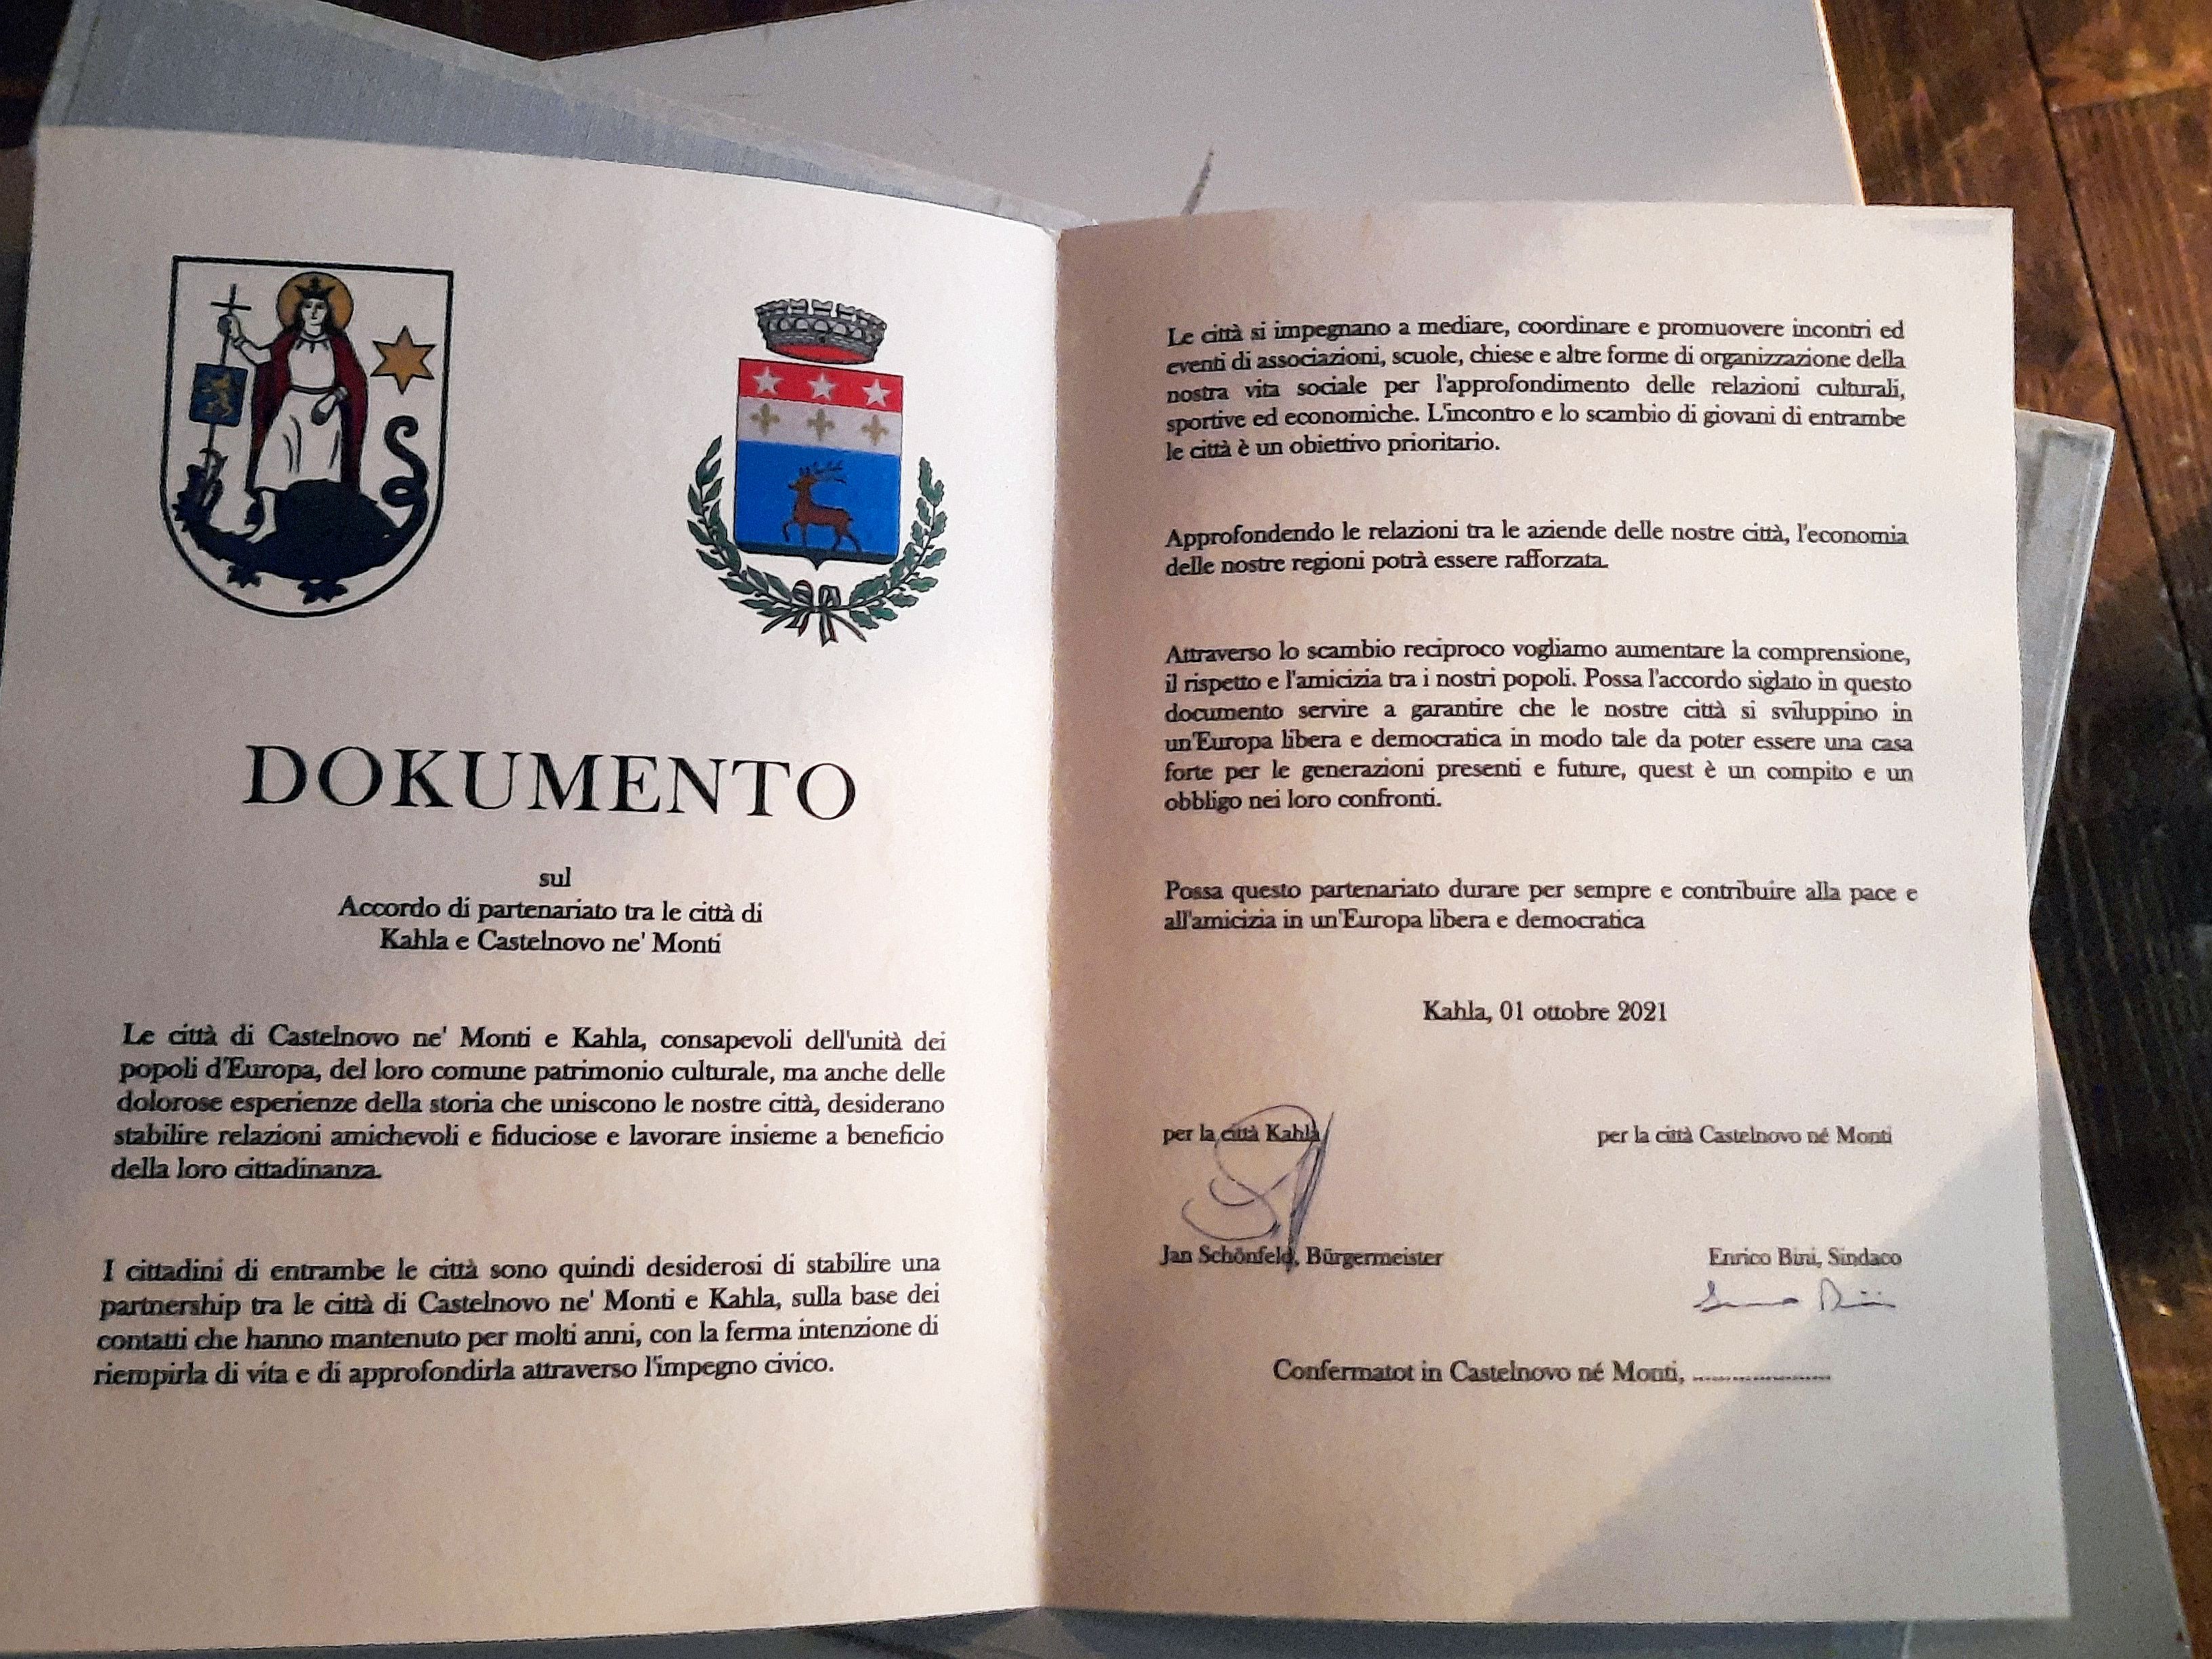 DOKUMENTO
sul
Accordo di partenariato tra le città di
Kahla e Castelnovo ne' Monti
Le città di Castelnovo ne' Monti e Kahla, consapevoli dell'unità dei
popoli d'Europa, del loro comune patrimonio culturale, ma anche delle
dolorose esperienze della storia che uniscono le nostre città, desiderano
stabilire relazioni amichevoli e fiduciose e lavorare insieme a beneficio
della loro cittadinanza.
I cittadini di entrambe le città sono quindi desiderosi di stabilire una
partnership tra le città di Castelnovo ne' Monti e Kahla, sulla base dei
contatti che hanno mantenuto per molti anni, con la ferma intenzione di
riempirla di vita e di approfondirla attraverso l'impegno civico.
Le città si impegnano a mediare, coordinare e promuovere incontri ed
eventi di associazioni, scuole, chiese e altre forme di organizzazione della
nostra vita sociale per l'approfondimento delle relazioni culturali,
sportive ed economiche. L'incontro e lo scambio di giovani di entrambe
le città è un obiettivo prioritario.
Approfondendo le relazioni tra le aziende delle nostre città, l'economia
delle nostre regioni potrà essere rafforzata.
Attraverso lo scambio reciproco vogliamo aumentare la comprensione,
il rispetto e l'amicizia tra i nostri popoli. Possa l'accordo siglato in questo
documento servire a garantire che le nostre città si sviluppino in
un'Europa libera e democratica in modo tale da poter essere una casa
forte per le generazioni presenti e future, quest è un compito e un
obbligo nei loro confronti.
Possa questo partenariato durare per sempre e contribuire alla pace e
all'amicizia in un'Europa libera e democratica
Kahla, 01 ottobre 2021
per la città Kahla
per la città Castelnovo né Monti
Jan Schönfeld, Bürgermeister
Enrico Bini, Sindaco
Confermatot in Castelnovo né Monti, ......................